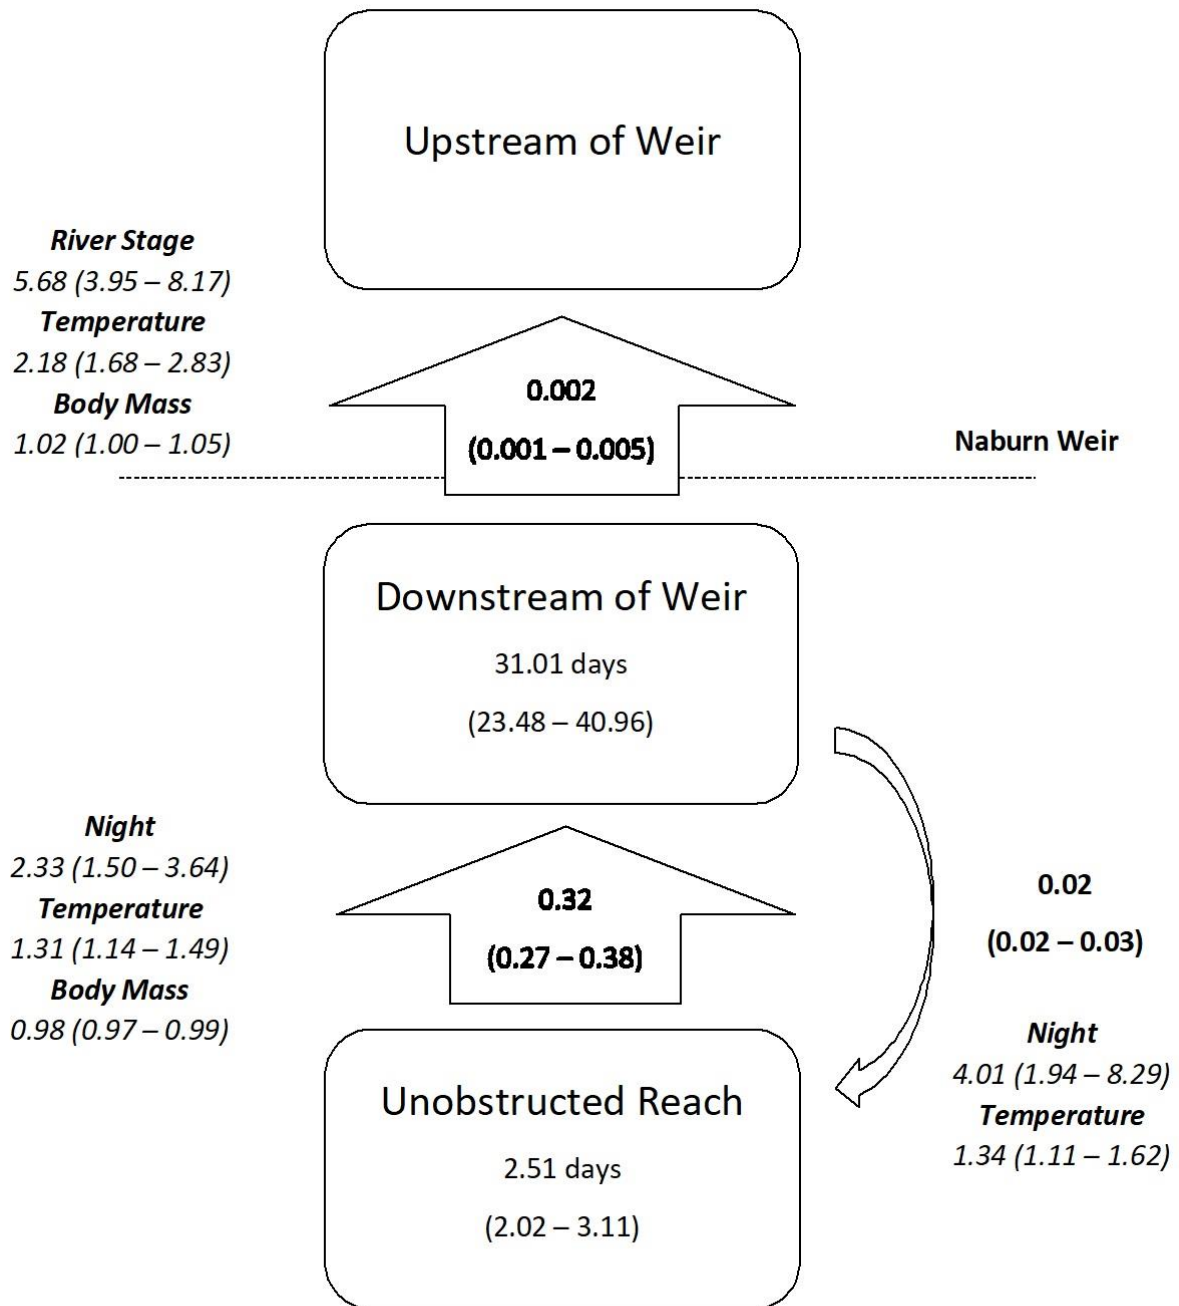 Upstream of Weir
River Stage
5.68 (3.95 – 8.17)
Temperature
2.18 (1.68 – 2.83)
Body Mass
1.02 (1.00 – 1.05)
0.002
(0.001 – 0.005)
Naburn Weir
Downstream of Weir
31.01 days
(23.48 – 40.96)
Night
2.33 (1.50 – 3.64)
Temperature
1.31 (1.14 – 1.49)
Body Mass
0.98 (0.97 – 0.99)
0.32
(0.27 – 0.38)
0.02
(0.02 – 0.03)
Night
4.01 (1.94 – 8.29)
Temperature
1.34 (1.11 – 1.62)
Unobstructed Reach
2.51 days
(2.02 – 3.11)